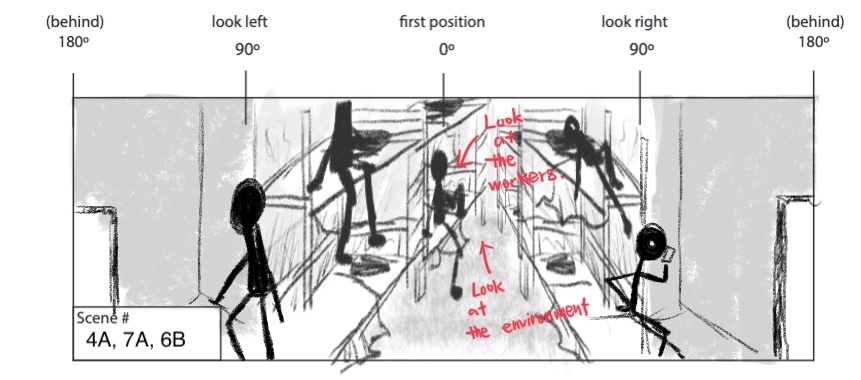 (behind)
180º
look left
90º
first position
0º
look right
90º
(behind)
180º
Look
at
the
workers.
Look
at
the environment
Scene #
4A, 7A, 6B